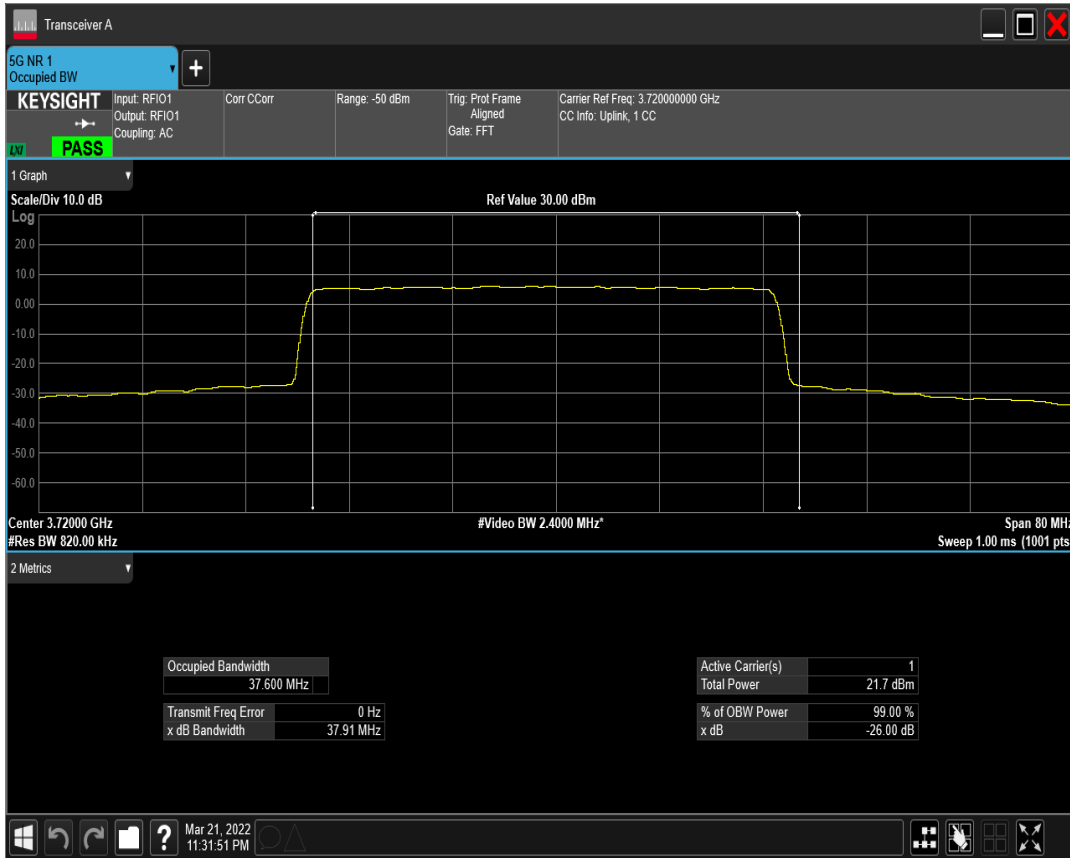 Transceiver A
5G NR 1
Occupied BW
KEYSIGHT
LXI
PASS
Input: RFIO1
Output: RFIO1
Coupling: AC
Corr CCorr
Range: -50 dBm
Trig: Prot Frame
Aligned
Gate: FFT
Carrier Ref Freq: 3.720000000 GHz
CC Info: Uplink, 1 CC
1 Graph
Scale/Div 10.0 dB
Ref Value 30.00 dBm
Log
20.0
10.0
0.00
-10.0
-20.0
-30.0
-40.0
-50.0
-60.0
Center 3.72000 GHz
#Video BW 2.4000 MHz*
Span 80 MHz
#Res BW 820.00 kHz
Sweep 1.00 ms (1001 pts
2 Metrics
Occupied Bandwidth
37.600 MHz
Transmit Freq Error 0 Hz
x dB Bandwidth 37.91 MHz
Active Carrier(s) 1
Total Power 21.7 dBm
% of OBW Power 99.00 %
x dB -26.00 dB
?
Mar 21, 2022
11:31:51 PM